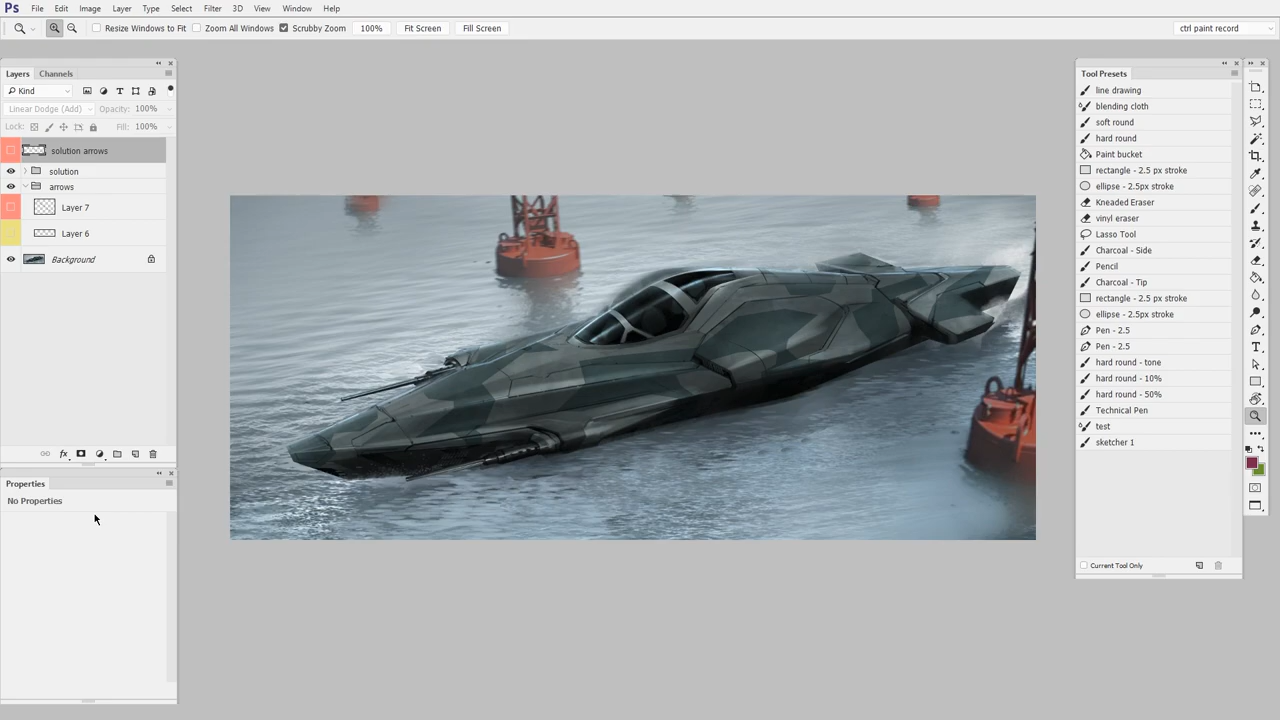 Ps File Edit Image Layer Type Select Filter 3D View Window Help
Resize Windows to Fit Zoom All Windows Scrubby Zoom 100% Fit Screen Fill Screen ctrl paint record
Layers Channels
Kind
Linear Dodge (Add) Opacity: 100%
Lock: Fill: 100%
solution arrows
solution
arrows
Layer 7
Layer 6
Background
fx
Properties
No Properties
Tool Presets
line drawing
blending cloth
soft round
hard round
Paint bucket
rectangle - 2.5 px stroke
ellipse - 2.5px stroke
Kneaded Eraser
vinyl eraser
Lasso Tool
Charcoal - Side
Pencil
Charcoal - Tip
rectangle - 2.5 px stroke
ellipse - 2.5px stroke
Pen - 2.5
Pen - 2.5
hard round - tone
hard round - 10%
hard round - 50%
Technical Pen
test
sketcher 1
Current Tool Only